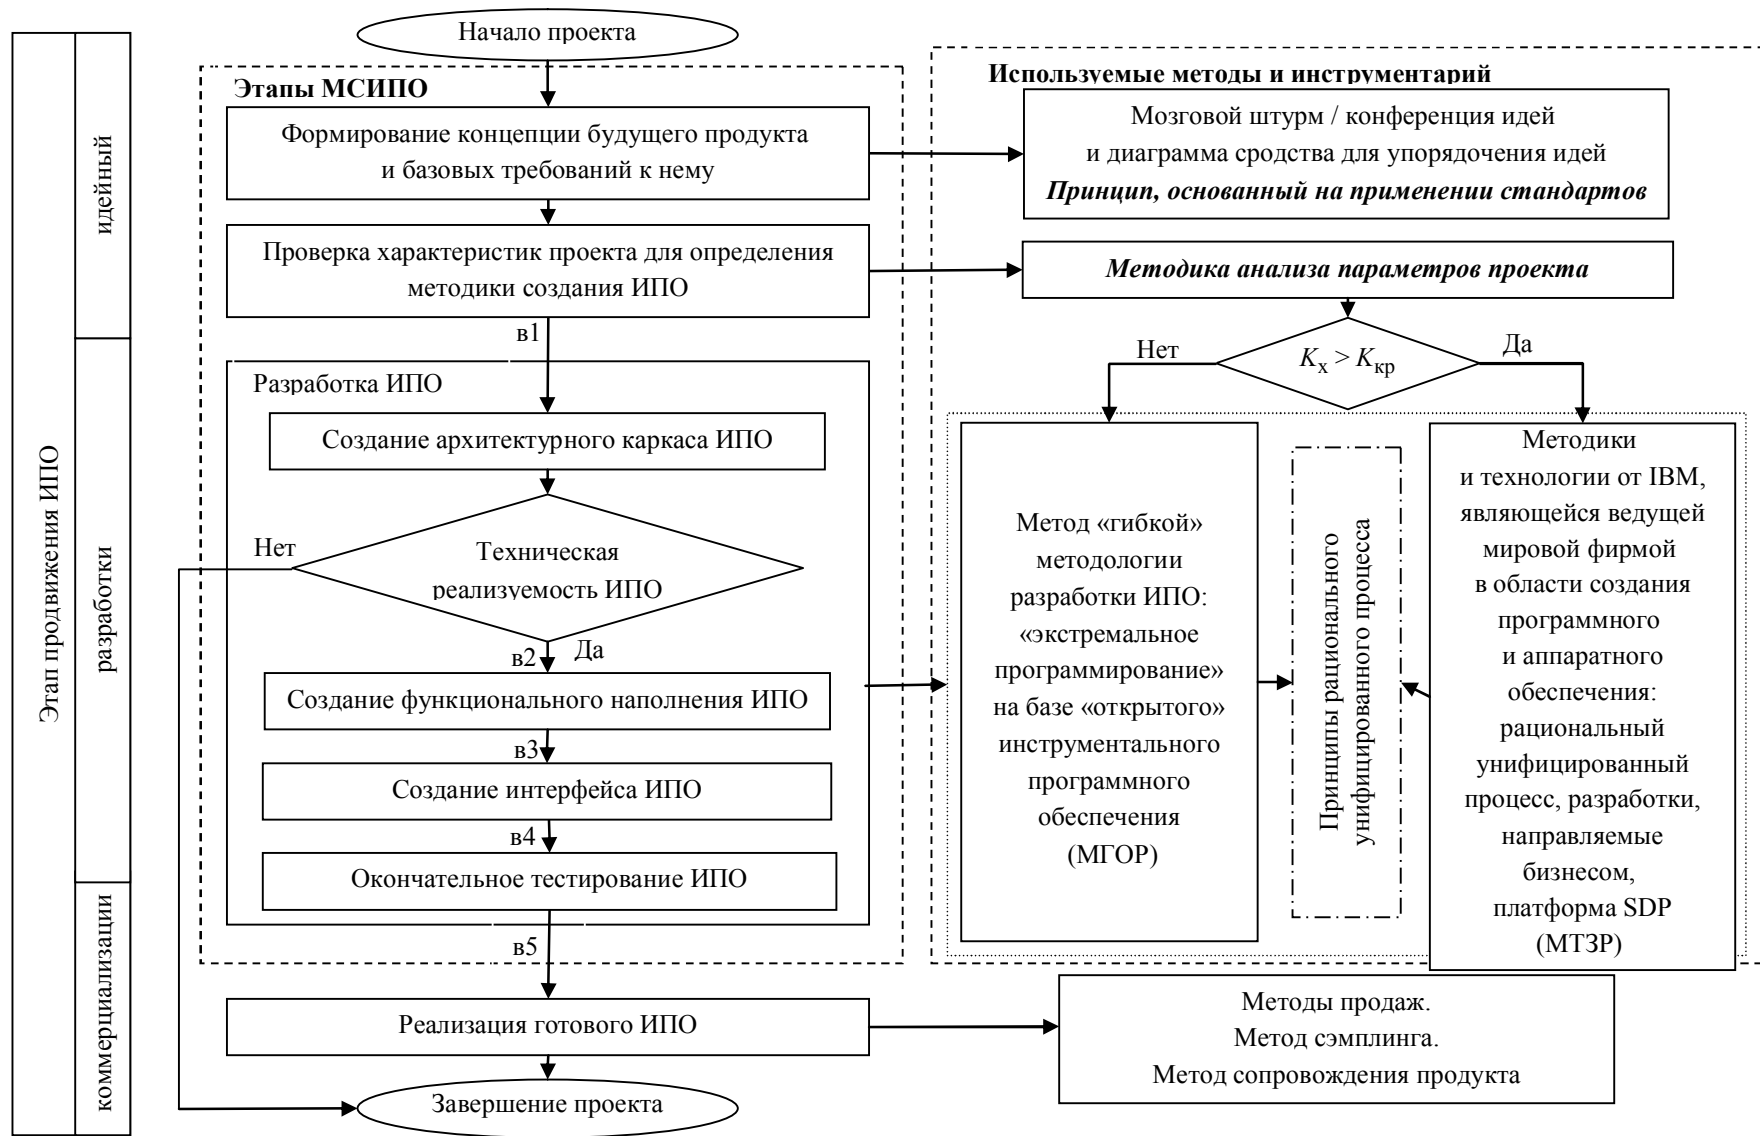 Начало проекта
Этап продвижения ИПО
идейный
разработки
коммерциализации
Этапы МСИПО
Формирование концепции будущего продукта
и базовых требований к нему
Проверка характеристик проекта для определения
методики создания ИПО
в1
Разработка ИПО
Создание архитектурного каркаса ИПО
Нет
Техническая
реализуемость ИПО
в2
Да
Создание функционального наполнения ИПО
в3
Создание интерфейса ИПО
в4
Окончательное тестирование ИПО
в5
Реализация готового ИПО
Завершение проекта
Используемые методы и инструментарий
Мозговой штурм / конференция идей
и диаграмма сродства для упорядочения идей
Принцип, основанный на применении стандартов
Методика анализа параметров проекта
Нет
Kх > Kкр
Да
Метод «гибкой»
методологии
разработки ИПО:
«экстремальное
программирование»
на базе «открытого»
инструментального
программного
обеспечения
(МГОР)
Принципы рационального
унифицированного процесса
Методики
и технологии от IBM,
являющейся ведущей
мировой фирмой
в области создания
программного
и аппаратного
обеспечения:
рациональный
унифицированный
процесс, разработки,
направляемые
бизнесом,
платформа SDP
(МТЗР)
Методы продаж.
Метод сэмплинга.
Метод сопровождения продукта